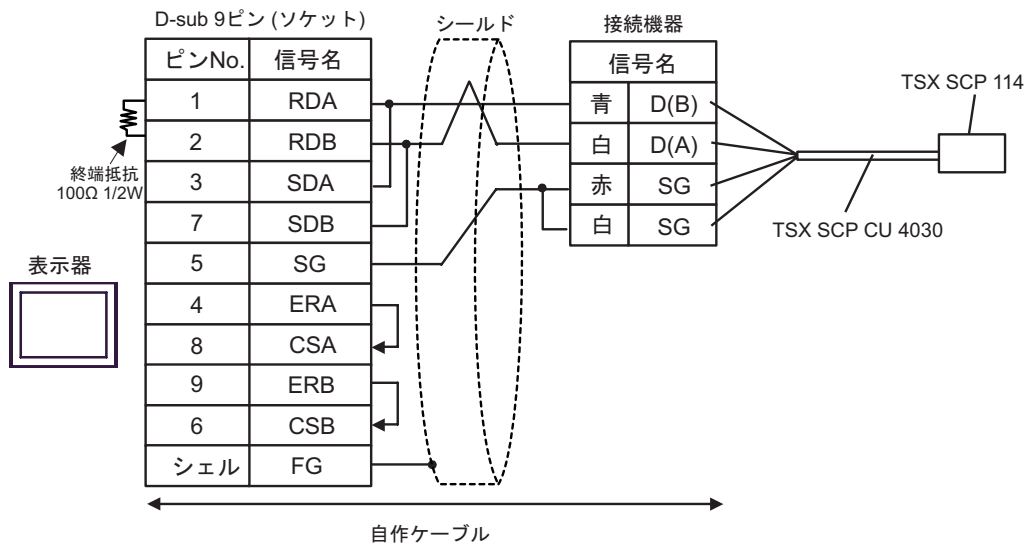 D-sub 9ピン (ソケット)
シールド
接続機器
ピンNo. 信号名
1 RDA
2 RDB
3 SDA
7 SDB
5 SG
4 ERA
8 CSA
9 ERB
6 CSB
シェル FG
終端抵抗
100Ω 1/2W
表示器
信号名
青 D(B)
白 D(A)
赤 SG
白 SG
TSX SCP 114
TSX SCP CU 4030
自作ケーブル